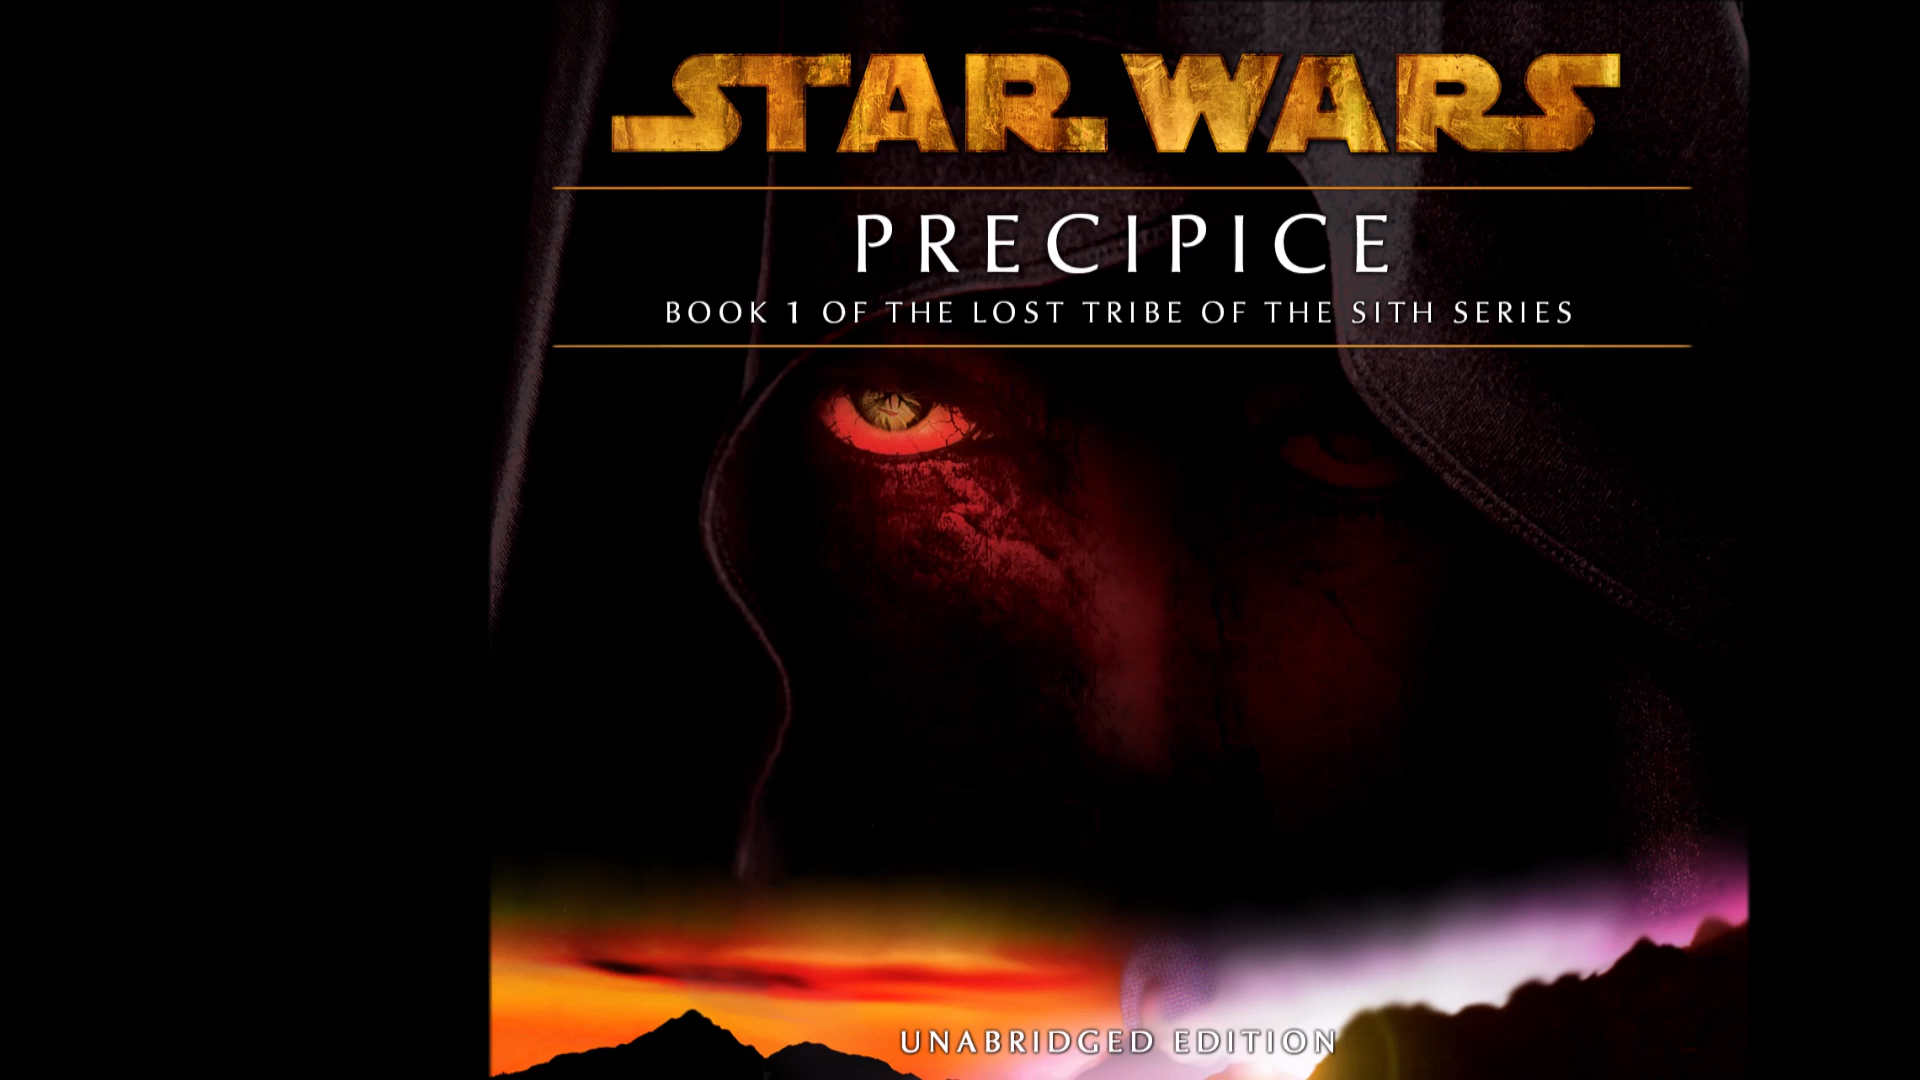 STAR WARS
PRECIPICE
BOOK 1 OF THE LOST TRIBE OF THE SITH SERIES
UNABRIDGED EDITION